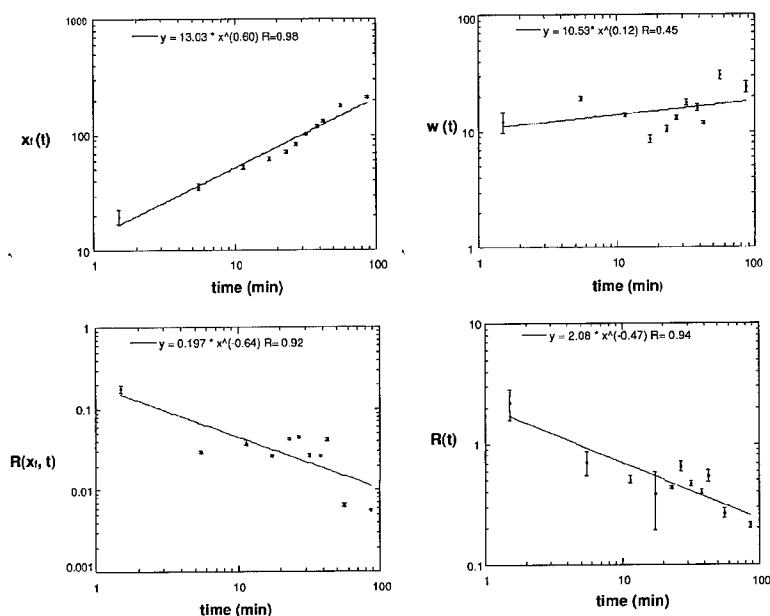 1000
y = 13.03 * x^(0.60) R=0.98
100
xf (t)
10
1
10
100
time (min)
100
y = 10.53* x^(0.12) R=0.45
w (t)
10
1
1
10
100
time (min)
0.1
y = 0.197 * x^(-0.64) R= 0.92
0.1
R(xf, t)
0.01
0.001
1
10
100
time (min)
10
y = 2.08 * x^(-0.47) R= 0.94
R(t)
1
0.1
1
10
100
time (min)